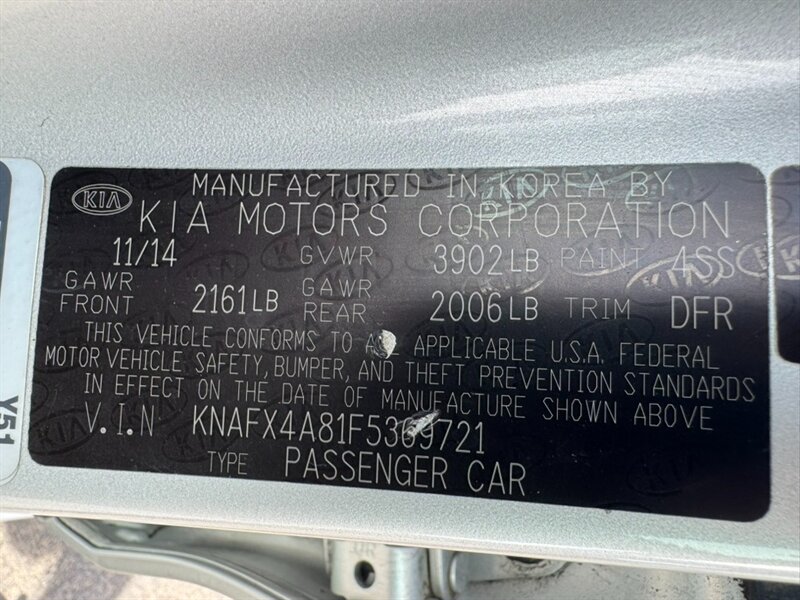 KIA
MANUFACTURED IN KOREA BY
KIA MOTORS CORPORATION
11/14 GVWR 3902LB PAINT 4SS
GAWR FRONT 2161LB GAWR REAR 2006LB TRIM DFR
THIS VEHICLE CONFORMS TO ALL APPLICABLE U.S.A. FEDERAL
MOTOR VEHICLE SAFETY, BUMPER, AND THEFT PREVENTION STANDARDS
IN EFFECT ON THE DATE OF MANUFACTURE SHOWN ABOVE
V.I.N KNAFX4A81F5369721
TYPE PASSENGER CAR
Y51